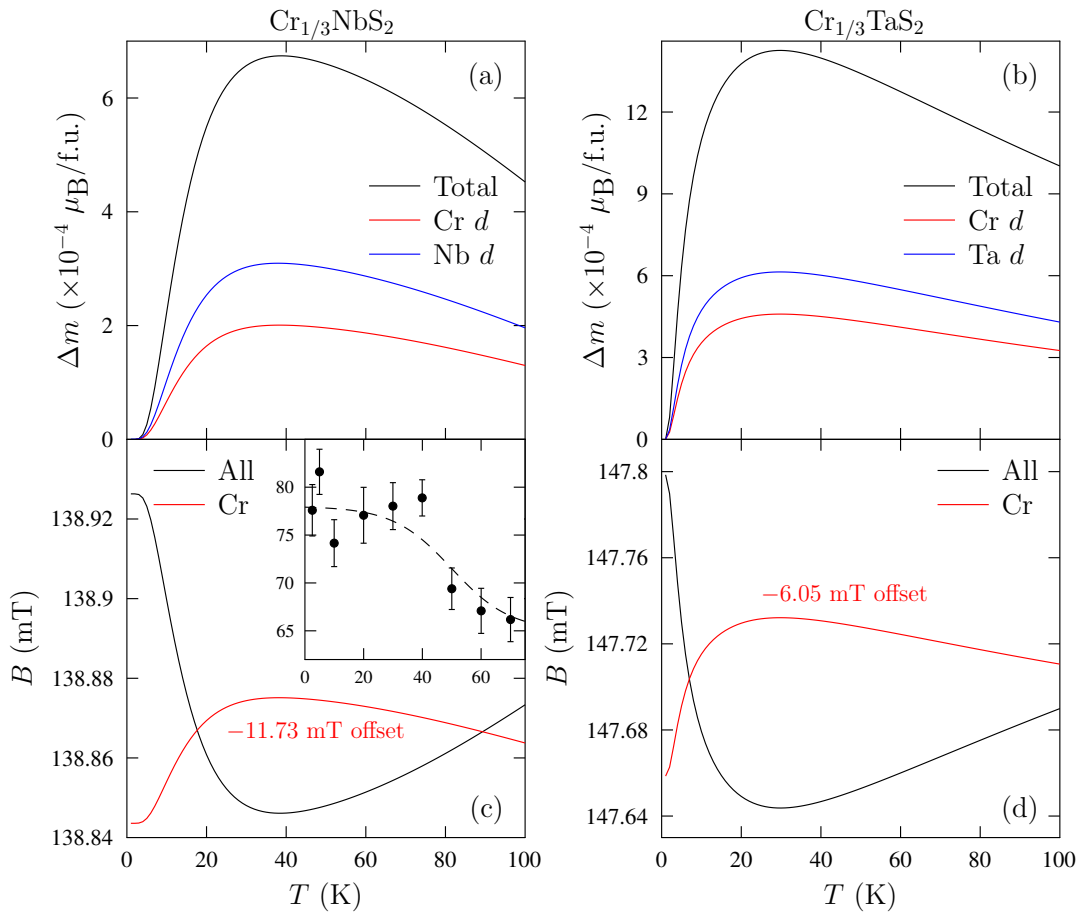 Cr1/3NbS2
Cr1/3TaS2
(a)
Total
Cr d
Nb d
Δm (×10−4 μB/f.u.)
0
2
4
6
(b)
Total
Cr d
Ta d
Δm (×10−4 μB/f.u.)
0
3
6
9
12
All
Cr
80
75
70
65
0 20 40 60
−11.73 mT offset
(c)
B (mT)
138.92
138.9
138.88
138.86
138.84
0 20 40 60 80 100
T (K)
All
Cr
−6.05 mT offset
(d)
B (mT)
147.8
147.76
147.72
147.68
147.64
0 20 40 60 80 100
T (K)